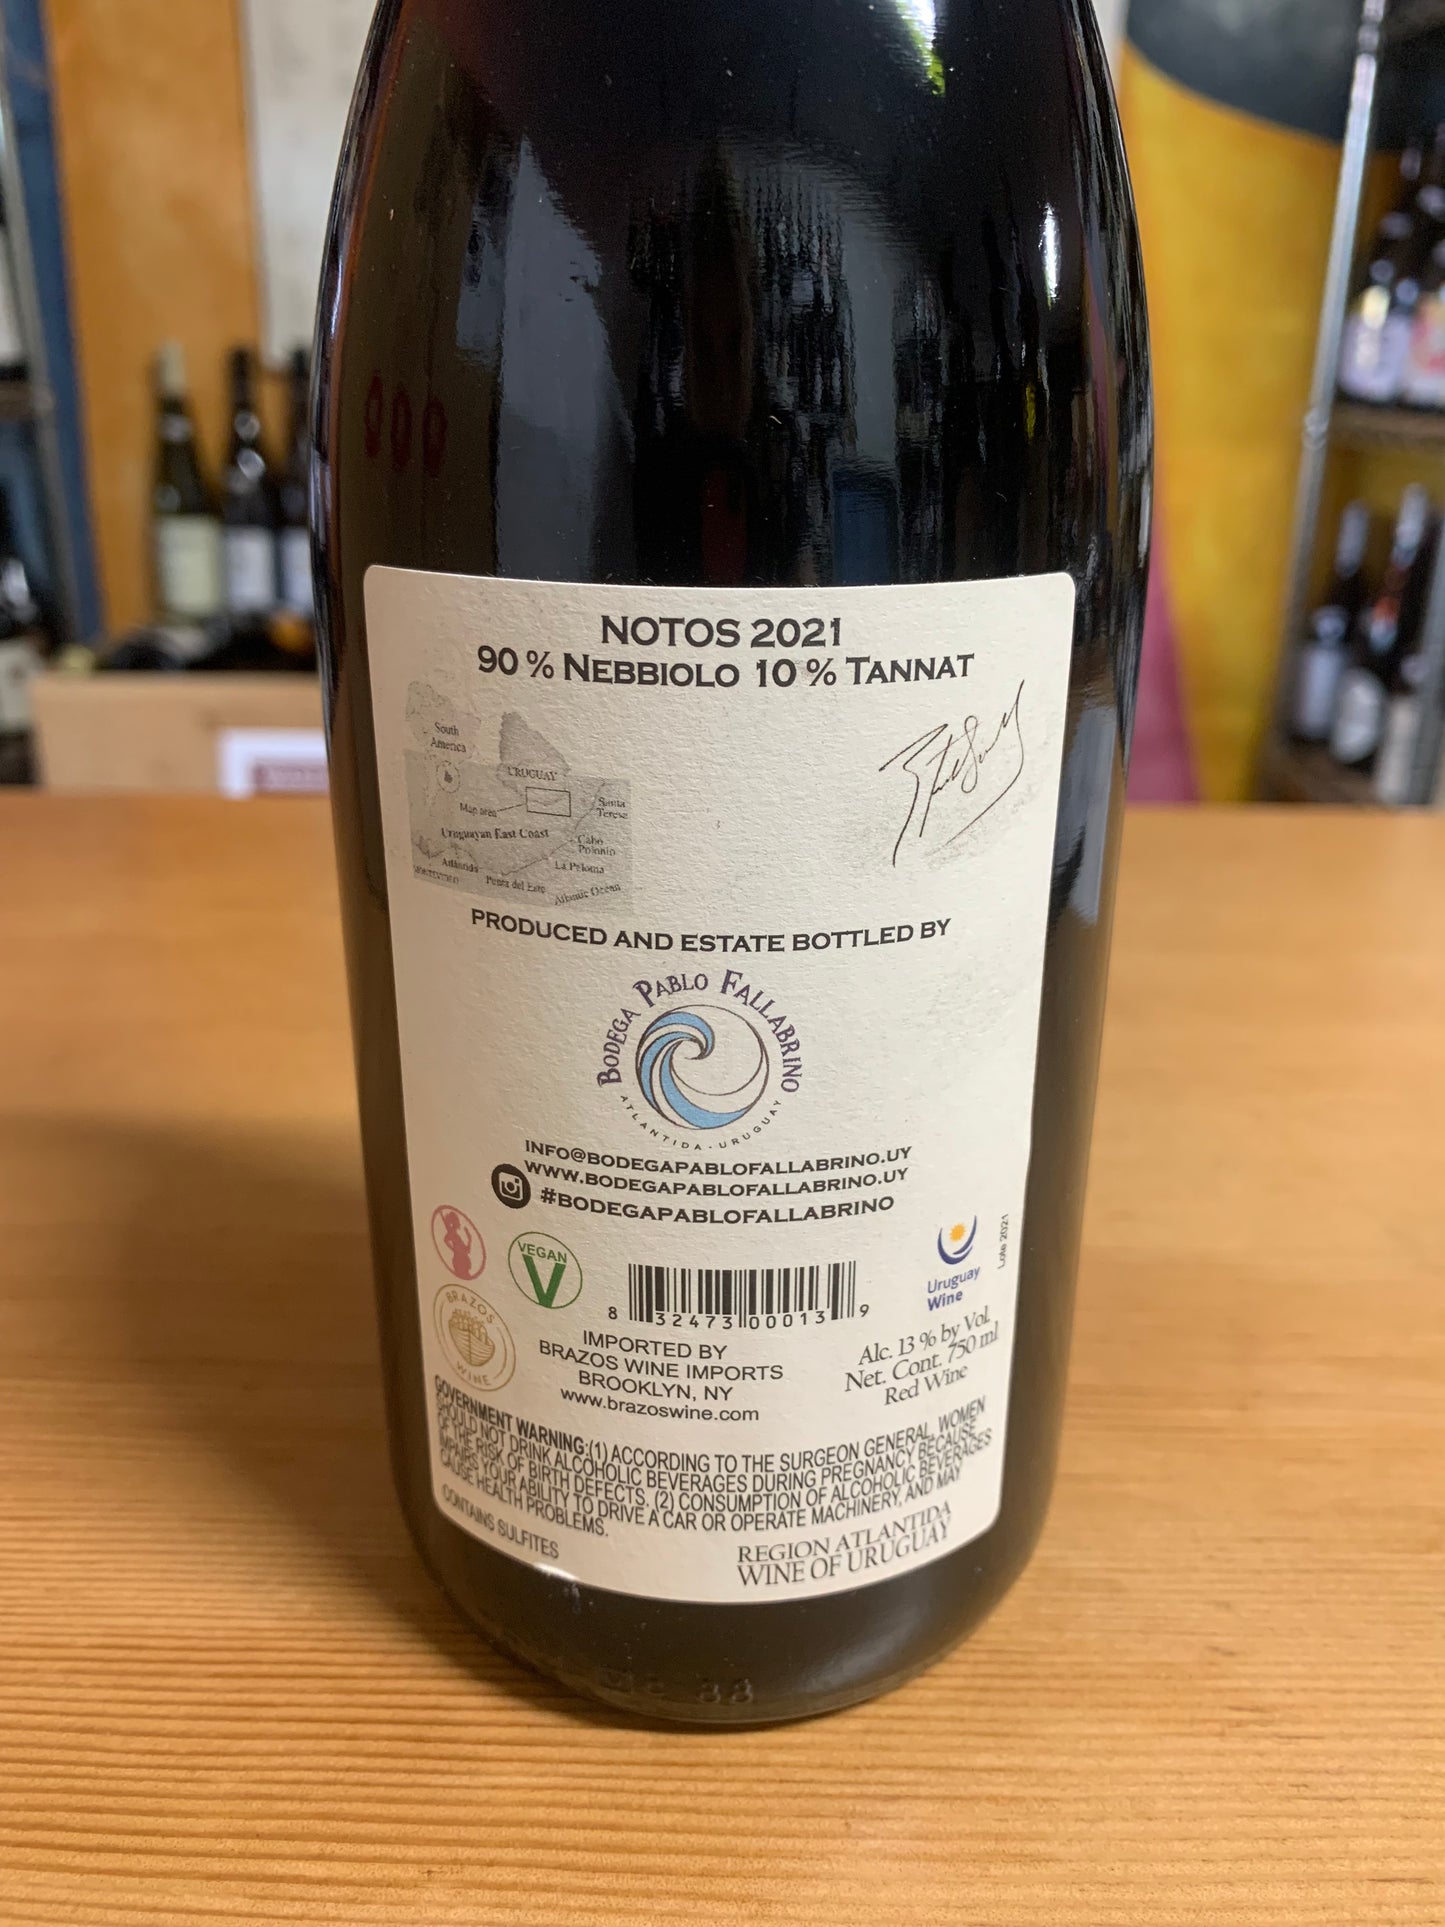 NOTOS 2021
90 % NEBBIOLO 10 % TANNAT
South
America
URUGUAY
Map area
Santa
Terese
Uruguayan East Coast
Cabo
Polonio
Atlántida
La Paloma
MONTEVIDEO
Punta del Este
Atlantic Ocean
PRODUCED AND ESTATE BOTTLED BY
BODEGA PABLO FALLABRINO
ATLANTIDA - URUGUAY
INFO@BODEGAPABLOFALLABRINO.UY
WWW.BODEGAPABLOFALLABRINO.UY
#BODEGAPABLOFALLABRINO
VEGAN
V
8 32473 00013 9
Uruguay
Wine
Lote 2021
BRAZOS
WINE
IMPORTED BY
BRAZOS WINE IMPORTS
BROOKLYN, NY
www.brazoswine.com
Alc. 13 % by Vol.
Net. Cont. 750 ml
Red Wine
GOVERNMENT WARNING:(1) ACCORDING TO THE SURGEON GENERAL, WOMEN
SHOULD NOT DRINK ALCOHOLIC BEVERAGES DURING PREGNANCY BECAUSE
OF THE RISK OF BIRTH DEFECTS. (2) CONSUMPTION OF ALCOHOLIC BEVERAGES
IMPAIRS YOUR ABILITY TO DRIVE A CAR OR OPERATE MACHINERY, AND MAY
CAUSE HEALTH PROBLEMS.
CONTAINS SULFITES
REGION ATLANTIDA
WINE OF URUGUAY